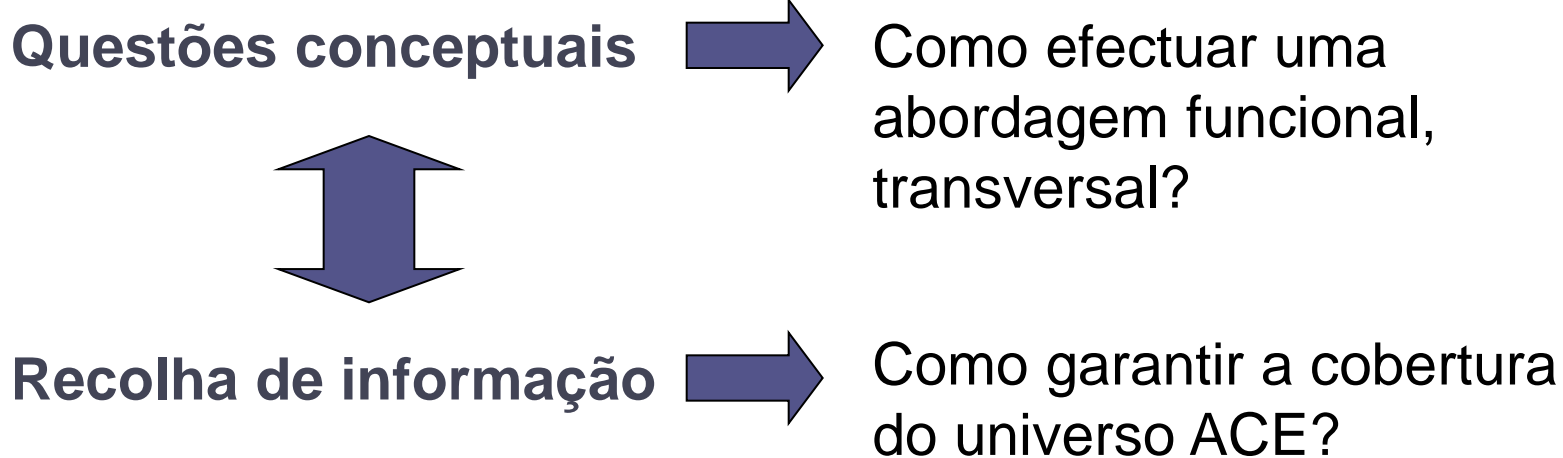 Questões conceptuais
Como efectuar uma
abordagem funcional,
transversal?
Recolha de informação
Como garantir a cobertura
do universo ACE?